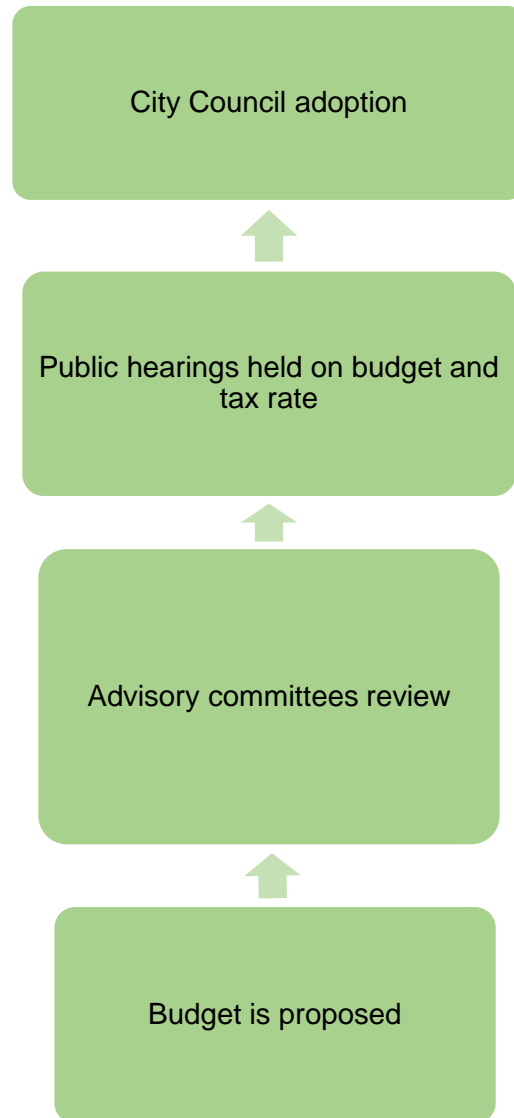 City Council adoption
Public hearings held on budget and
tax rate
Advisory committees review
Budget is proposed